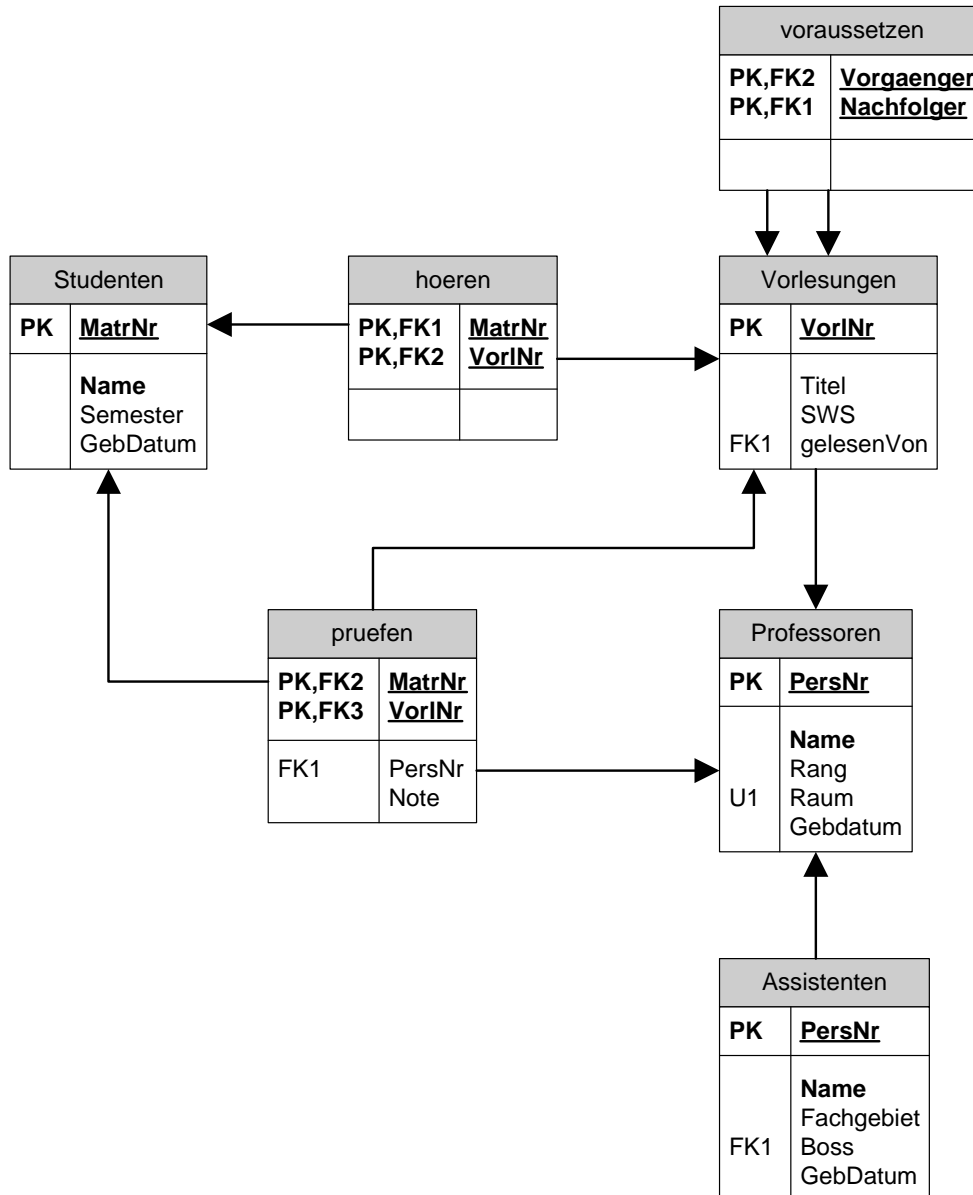 voraussetzen
PK,FK2 Vorgaenger
PK,FK1 Nachfolger
Studenten
PK MatrNr
Name
Semester
GebDatum
hoeren
PK,FK1 MatrNr
PK,FK2 VorlNr
Vorlesungen
PK VorlNr
Titel
SWS
FK1 gelesenVon
pruefen
PK,FK2 MatrNr
PK,FK3 VorlNr
FK1 PersNr
Note
Professoren
PK PersNr
Name
Rang
U1 Raum
Gebdatum
Assistenten
PK PersNr
Name
Fachgebiet
FK1 Boss
GebDatum